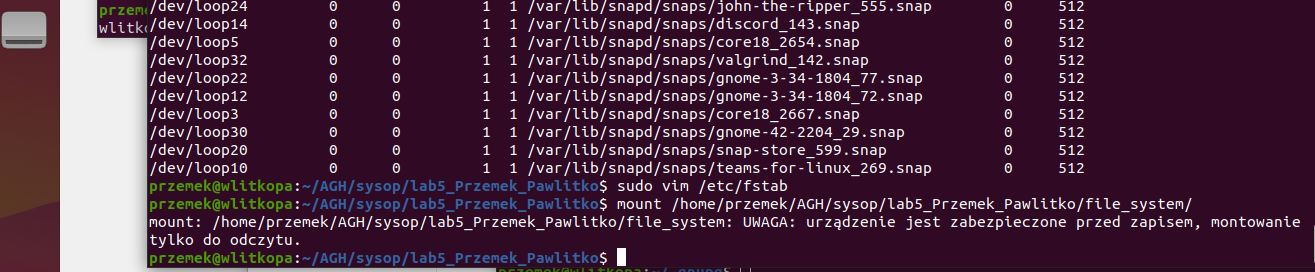 /dev/loop24 0 0 1 1 /var/lib/snapd/snaps/john-the-ripper_555.snap 0 512
/dev/loop14 0 0 1 1 /var/lib/snapd/snaps/discord_143.snap 0 512
/dev/loop5 0 0 1 1 /var/lib/snapd/snaps/core18_2654.snap 0 512
/dev/loop32 0 0 1 1 /var/lib/snapd/snaps/valgrind_142.snap 0 512
/dev/loop22 0 0 1 1 /var/lib/snapd/snaps/gnome-3-34-1804_77.snap 0 512
/dev/loop12 0 0 1 1 /var/lib/snapd/snaps/gnome-3-34-1804_72.snap 0 512
/dev/loop3 0 0 1 1 /var/lib/snapd/snaps/core18_2667.snap 0 512
/dev/loop30 0 0 1 1 /var/lib/snapd/snaps/gnome-42-2204_29.snap 0 512
/dev/loop20 0 0 1 1 /var/lib/snapd/snaps/snap-store_599.snap 0 512
/dev/loop10 0 0 1 1 /var/lib/snapd/snaps/teams-for-linux_269.snap 0 512
przemek@wlitkopa:~/AGH/sysop/lab5_Przemek_Pawlitko$ sudo vim /etc/fstab
przemek@wlitkopa:~/AGH/sysop/lab5_Przemek_Pawlitko$ mount /home/przemek/AGH/sysop/lab5_Przemek_Pawlitko/file_system/
mount: /home/przemek/AGH/sysop/lab5_Przemek_Pawlitko/file_system: UWAGA: urządzenie jest zabezpieczone przed zapisem, montowanie
tylko do odczytu.
przemek@wlitkopa:~/AGH/sysop/lab5_Przemek_Pawlitko$